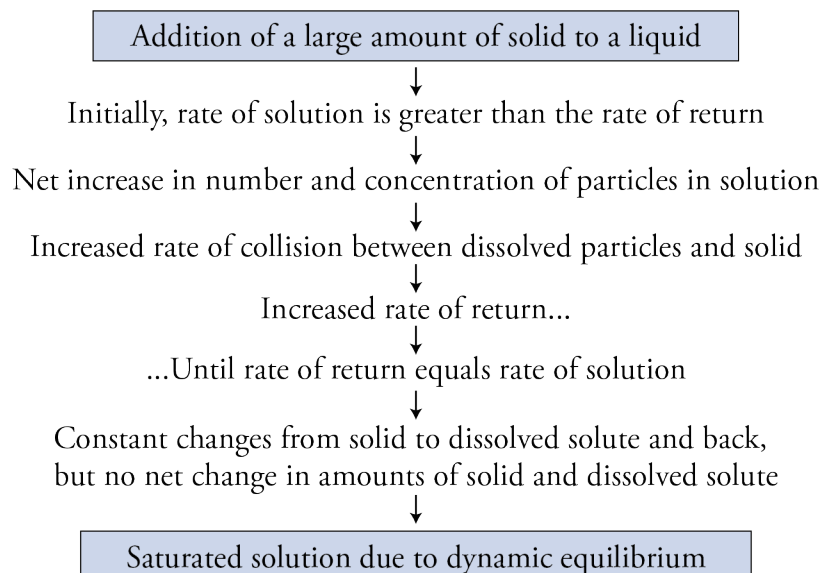 Addition of a large amount of solid to a liquid
Initially, rate of solution is greater than the rate of return
Net increase in number and concentration of particles in solution
Increased rate of collision between dissolved particles and solid
Increased rate of return...
...Until rate of return equals rate of solution
Constant changes from solid to dissolved solute and back,
but no net change in amounts of solid and dissolved solute
Saturated solution due to dynamic equilibrium